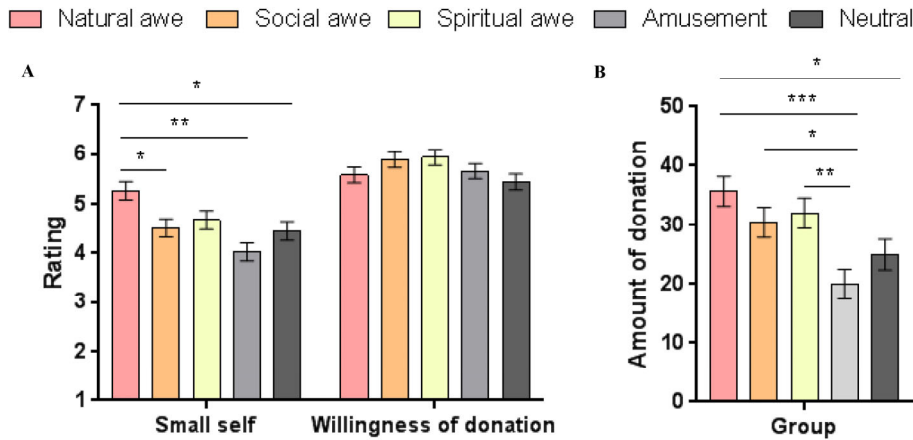 Natural awe Social awe Spiritual awe Amusement Neutral
A
*
**
*
7
6
5
4
3
2
1
Rating
Small self Willingness of donation
B
*
***
*
**
50
40
30
20
10
0
Amount of donation
Group